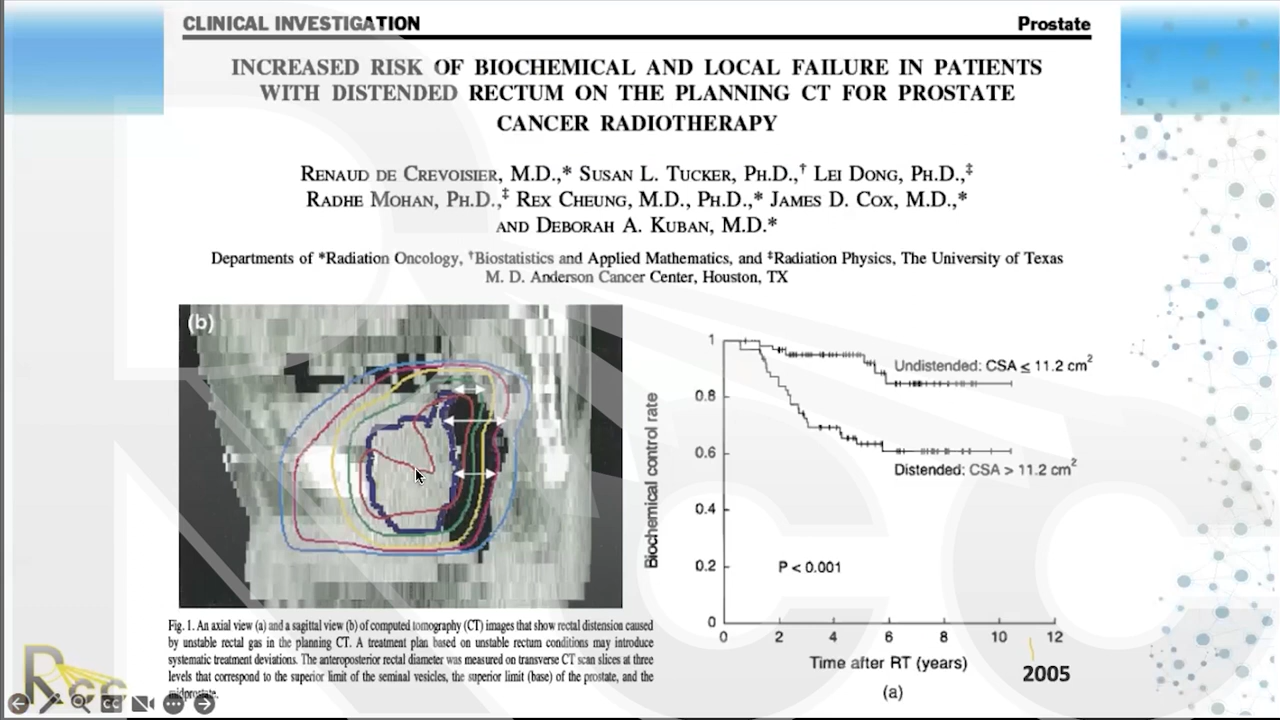 CLINICAL INVESTIGATION
Prostate
INCREASED RISK OF BIOCHEMICAL AND LOCAL FAILURE IN PATIENTS
WITH DISTENDED RECTUM ON THE PLANNING CT FOR PROSTATE
CANCER RADIOTHERAPY
RENAUD DE CREVOISIER, M.D.,* SUSAN L. TUCKER, PH.D.,† LEI DONG, PH.D.,‡
RADHE MOHAN, PH.D.,‡ REX CHEUNG, M.D., PH.D.,* JAMES D. COX, M.D.,*
AND DEBORAH A. KUBAN, M.D.*
Departments of *Radiation Oncology, †Biostatistics and Applied Mathematics, and ‡Radiation Physics, The University of Texas
M. D. Anderson Cancer Center, Houston, TX
(b)
Fig. 1. An axial view (a) and a sagittal view (b) of computed tomography (CT) images that show rectal distension caused
by unstable rectal gas in the planning CT. A treatment plan based on unstable rectum conditions may introduce
systematic treatment deviations. The anteroposterior rectal diameter was measured on transverse CT scan slices at three
levels that correspond to the superior limit of the seminal vesicles, the superior limit (base) of the prostate, and the
midprostate.
Biochemical control rate
1
0.8
0.6
0.4
0.2
0
Undistended: CSA ≤ 11.2 cm²
Distended: CSA > 11.2 cm²
P < 0.001
0 2 4 6 8 10 12
Time after RT (years)
(a)
2005
Rcc
CC